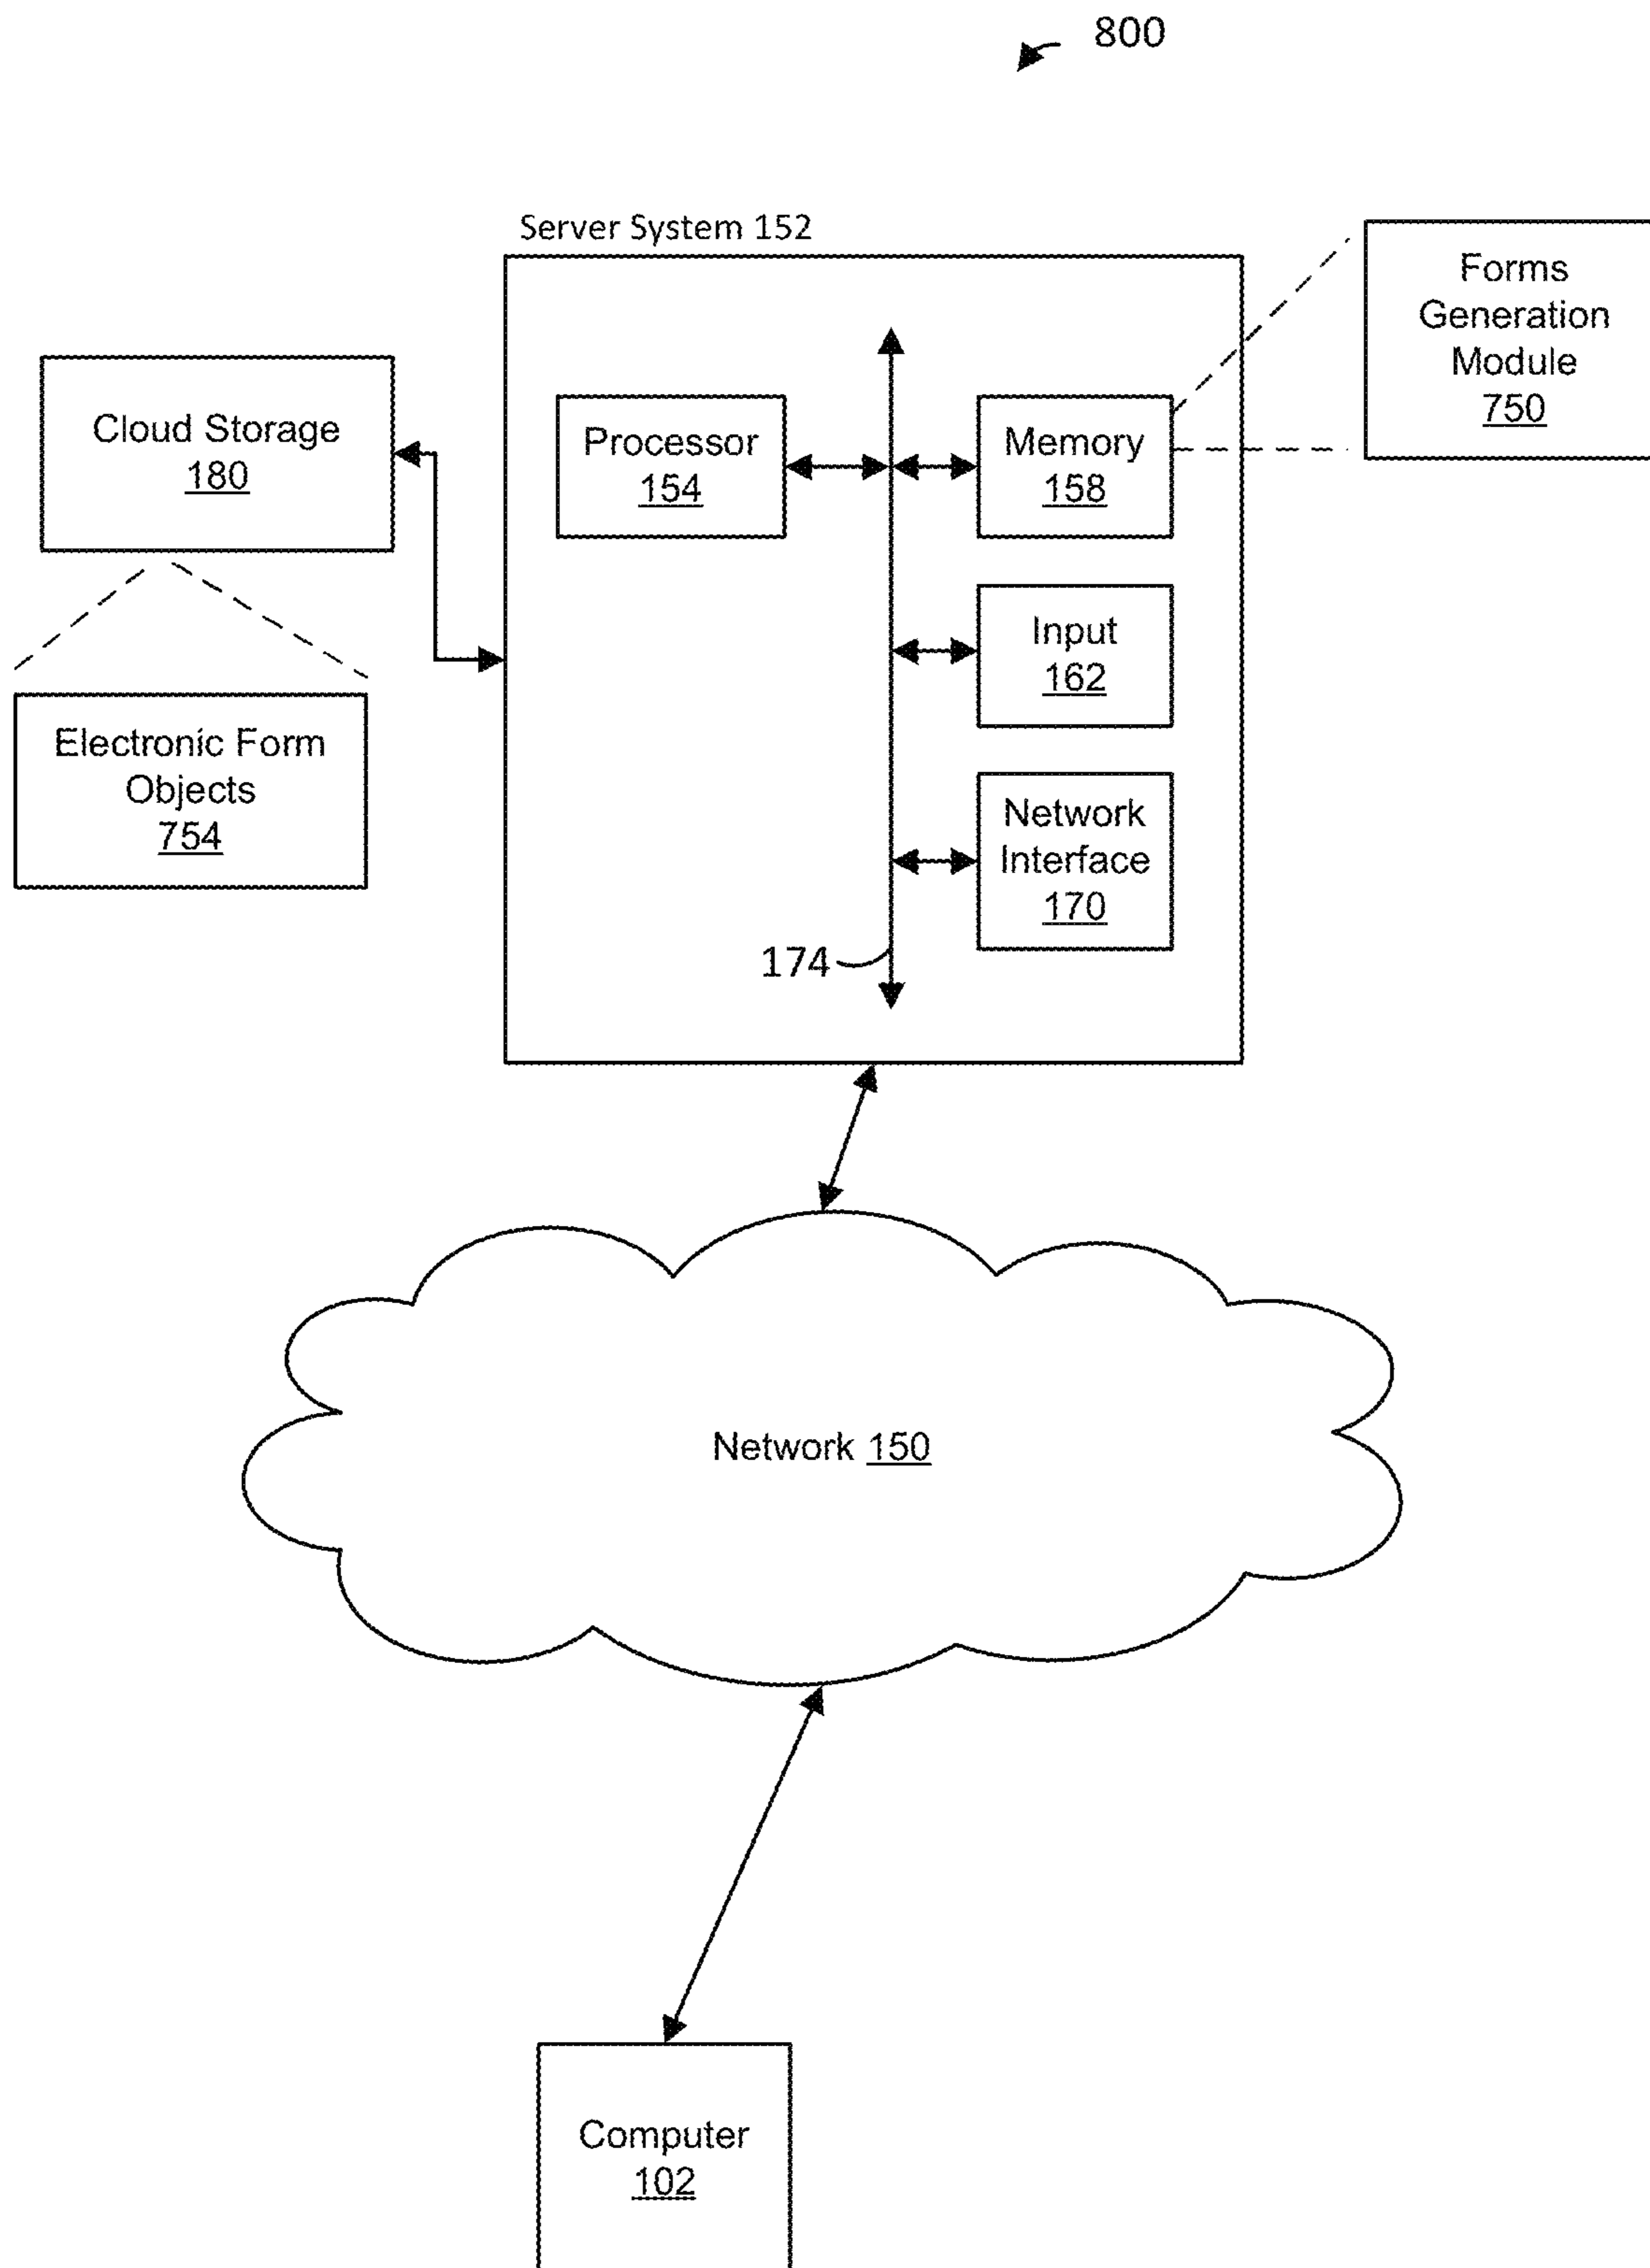 800
Server System 152
Forms
Generation
Module
750
Cloud Storage
180
Processor
154
Memory
158
Input
162
Electronic Form
Objects
754
Network
Interface
170
174
Network 150
Computer
102